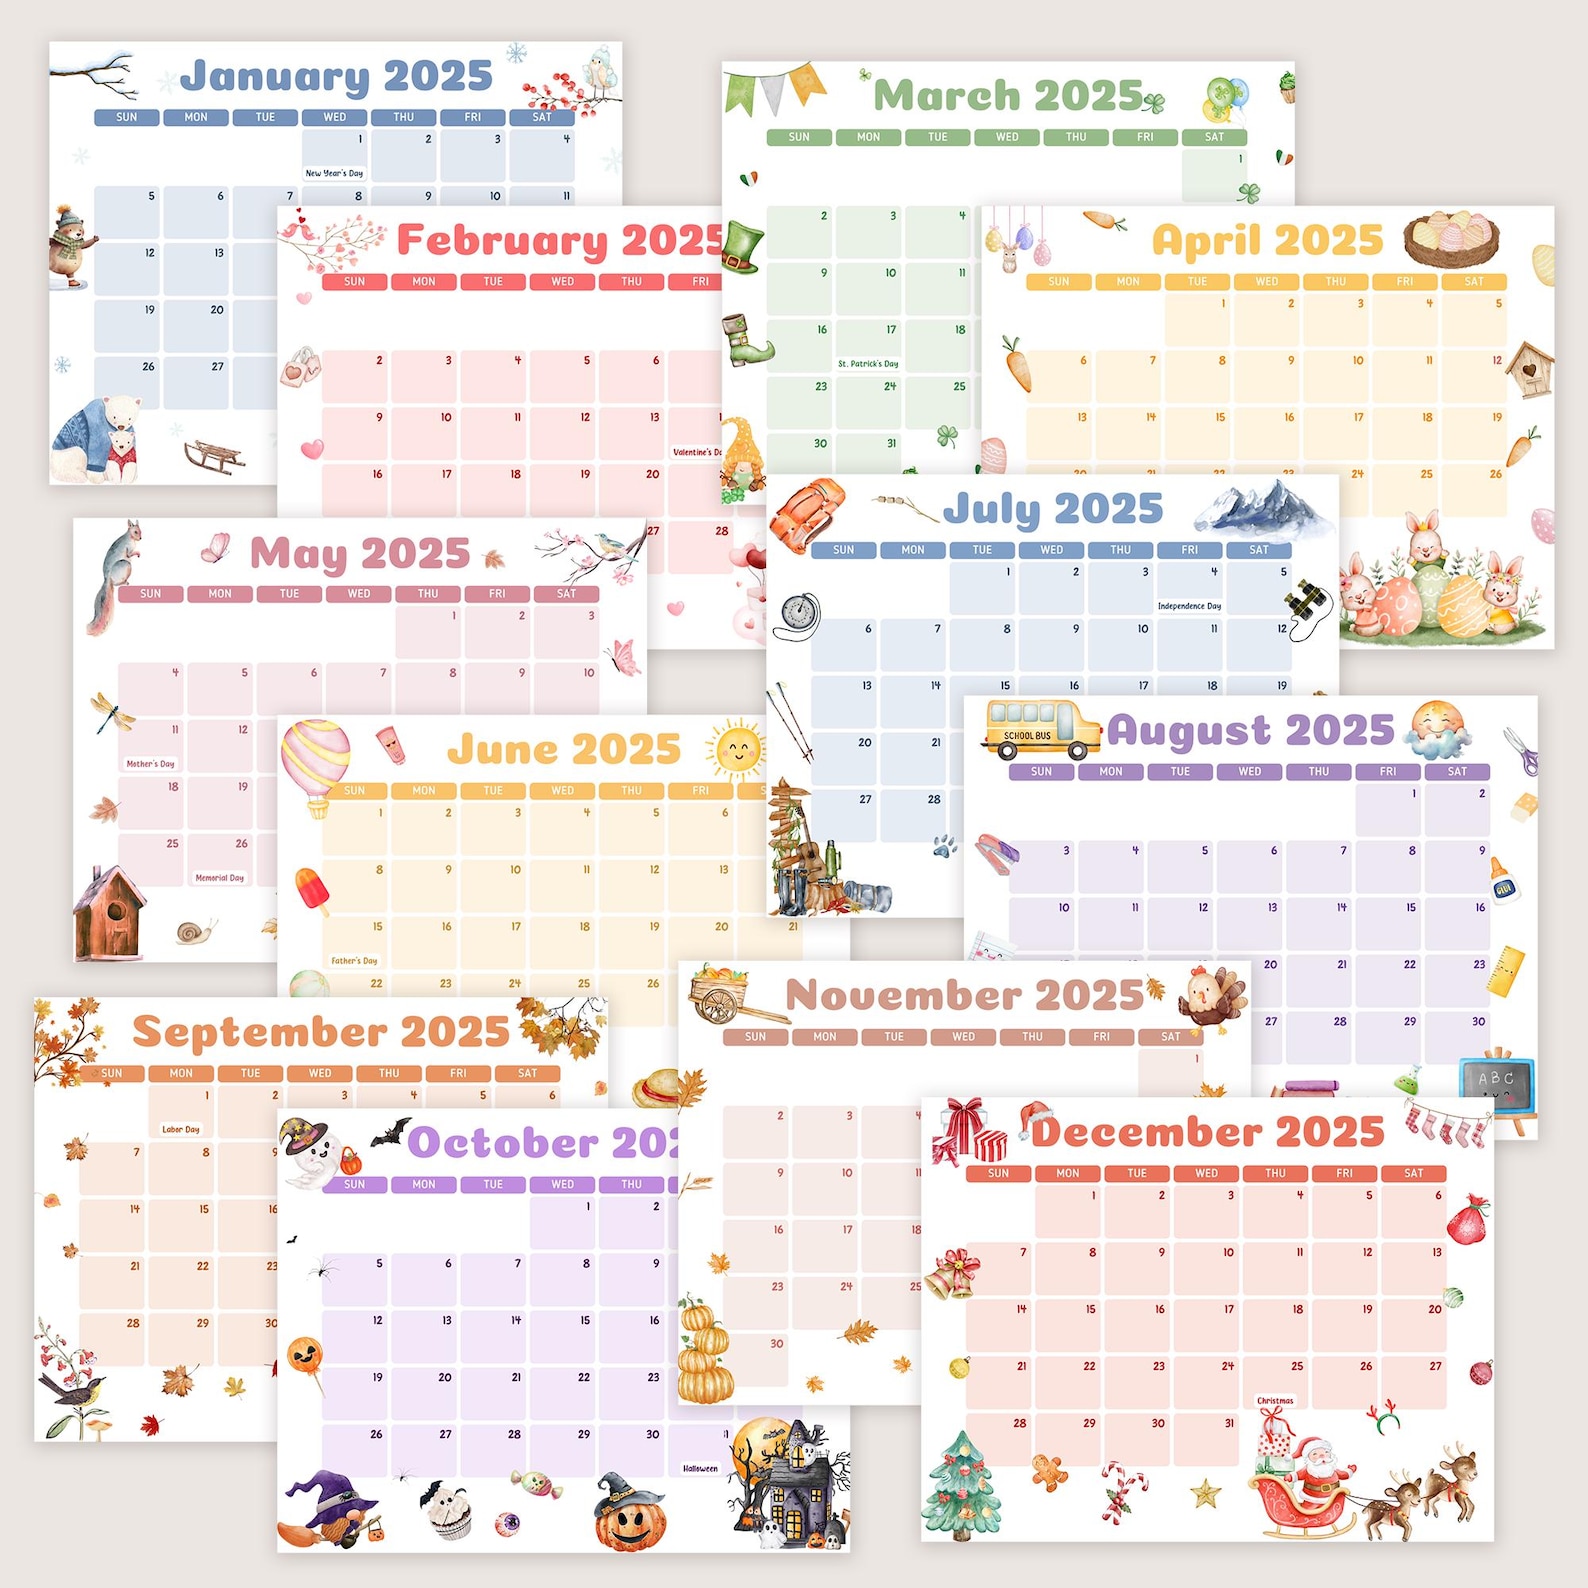 January 2025
SUN MON TUE WED THU FRI SAT
1 2 3 4
New Year's Day
5 6 7 8 9 10 11
12 13
19 20
26 27
February 2025
SUN MON TUE WED THU FRI
2 3 4 5 6
9 10 11 12 13
Valentine's
16 17 18 19 20
27 28
March 2025
SUN MON TUE WED THU FRI SAT
1
2 3 4
9 10 11
16 17 18
St. Patrick's Day
23 24 25
30 31
April 2025
SUN MON TUE WED THU FRI SAT
1 2 3 4 5
6 7 8 9 10 11 12
13 14 15 16 17 18 19
20 21 22 23 24 25 26
May 2025
SUN MON TUE WED THU FRI SAT
1 2 3
4 5 6 7 8 9 10
11 12
Mother's Day
18 19
25 26
Memorial Day
June 2025
SUN MON TUE WED THU FRI
1 2 3 4 5 6
8 9 10 11 12 13
15 16 17 18 19 20 21
Father's Day
22 23 24 25 26
July 2025
SUN MON TUE WED THU FRI SAT
1 2 3 4 5
Independence Day
6 7 8 9 10 11 12
13 14 15 16 17 18 19
20 21
27 28
SCHOOL BUS
August 2025
SUN MON TUE WED THU FRI SAT
1 2
3 4 5 6 7 8 9
GLUE
10 11 12 13 14 15 16
20 21 22 23
27 28 29 30
ABC
September 2025
SUN MON TUE WED THU FRI SAT
1 2 3 4 5 6
Labor Day
7 8 9
14 15 16
21 22 23
28 29 30
October 202
SUN MON TUE WED THU
1 2
5 6 7 8 9
12 13 14 15 16
19 20 21 22 23
26 27 28 29 30 31
Halloween
November 2025
SUN MON TUE WED THU FRI SAT
1
2 3 4
9 10 11
16 17 18
23 24 25
30
December 2025
SUN MON TUE WED THU FRI SAT
1 2 3 4 5 6
7 8 9 10 11 12 13
14 15 16 17 18 19 20
21 22 23 24 25 26 27
Christmas
28 29 30 31